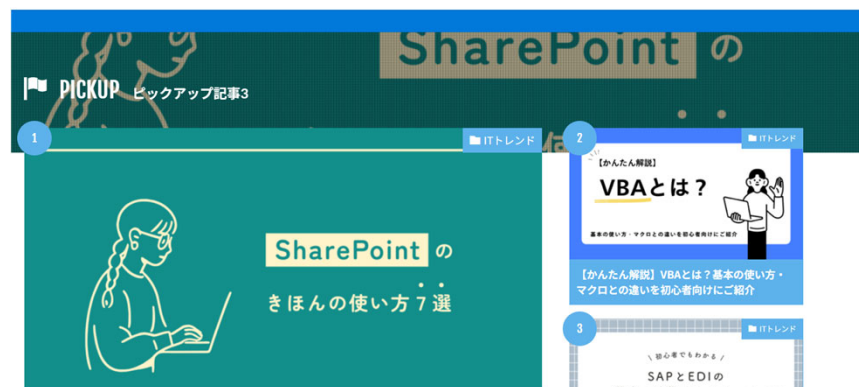 SharePoint の
PICKUP ピックアップ記事3
1
ITトレンド
SharePoint の
きほんの使い方7選
2
ITトレンド
【かんたん解説】
VBAとは？
基本の使い方・マクロとの違いを初心者向けにご紹介
【かんたん解説】VBAとは？基本の使い方・
マクロとの違いを初心者向けにご紹介
3
ITトレンド
\ 初心者でもわかる /
SAPとEDIの